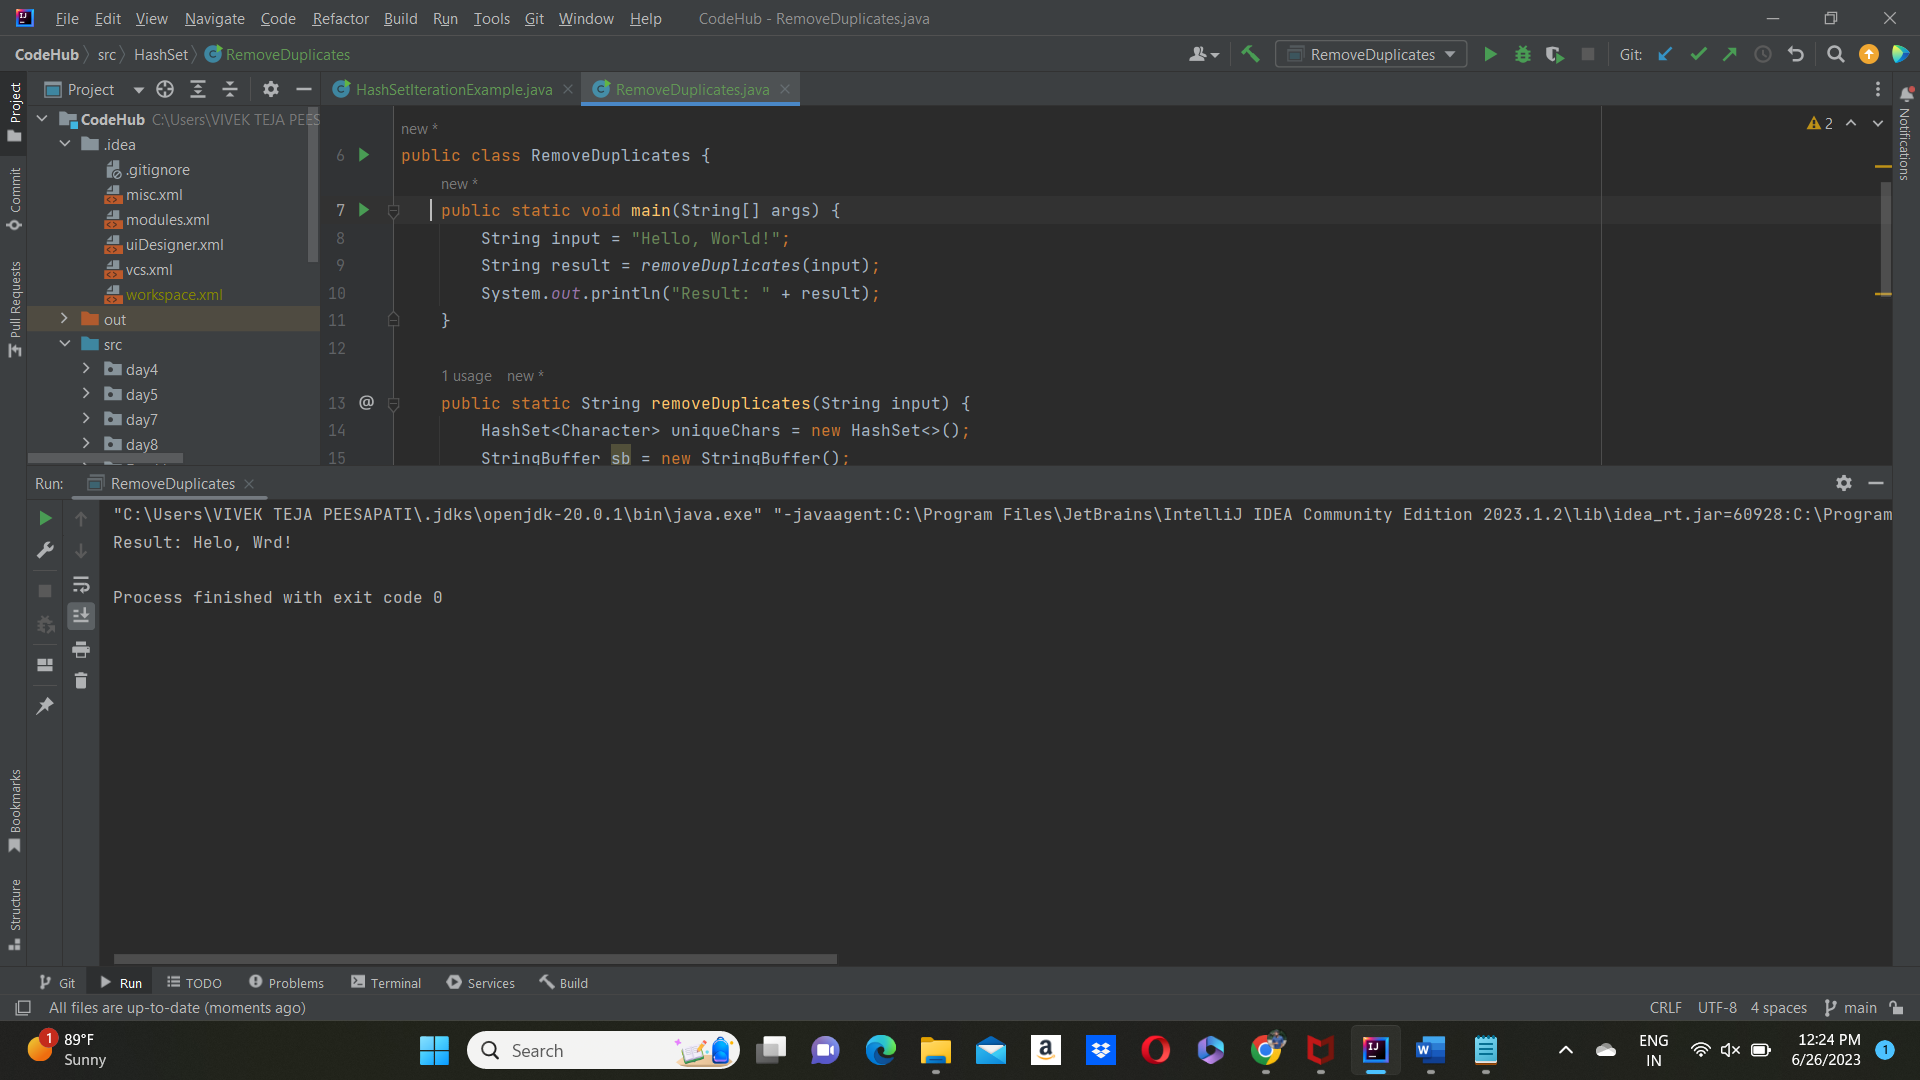 File Edit View Navigate Code Refactor Build Run Tools Git Window Help CodeHub - RemoveDuplicates.java
CodeHub src HashSet RemoveDuplicates RemoveDuplicates Git:
Project HashSetIterationExample.java RemoveDuplicates.java
CodeHub C:\Users\VIVEK TEJA PEES
.idea
.gitignore
misc.xml
modules.xml
uiDesigner.xml
vcs.xml
workspace.xml
out
src
day4
day5
day7
day8
new *
2
6 public class RemoveDuplicates {
new *
7 public static void main(String[] args) {
8 String input = "Hello, World!";
9 String result = removeDuplicates(input);
10 System.out.println("Result: " + result);
11 }
12
1 usage new *
13 @ public static String removeDuplicates(String input) {
14 HashSet<Character> uniqueChars = new HashSet<>();
15 StringBuffer sb = new StringBuffer();
Project
Commit
Pull Requests
Bookmarks
Structure
Notifications
Run: RemoveDuplicates
"C:\Users\VIVEK TEJA PEESAPATI\.jdks\openjdk-20.0.1\bin\java.exe" "-javaagent:C:\Program Files\JetBrains\IntelliJ IDEA Community Edition 2023.1.2\lib\idea_rt.jar=60928:C:\Program
Result: Helo, Wrd!
Process finished with exit code 0
Git Run TODO Problems Terminal Services Build
All files are up-to-date (moments ago) CRLF UTF-8 4 spaces main
1 89°F
Sunny
Search
ENG
IN
12:24 PM
6/26/2023
1